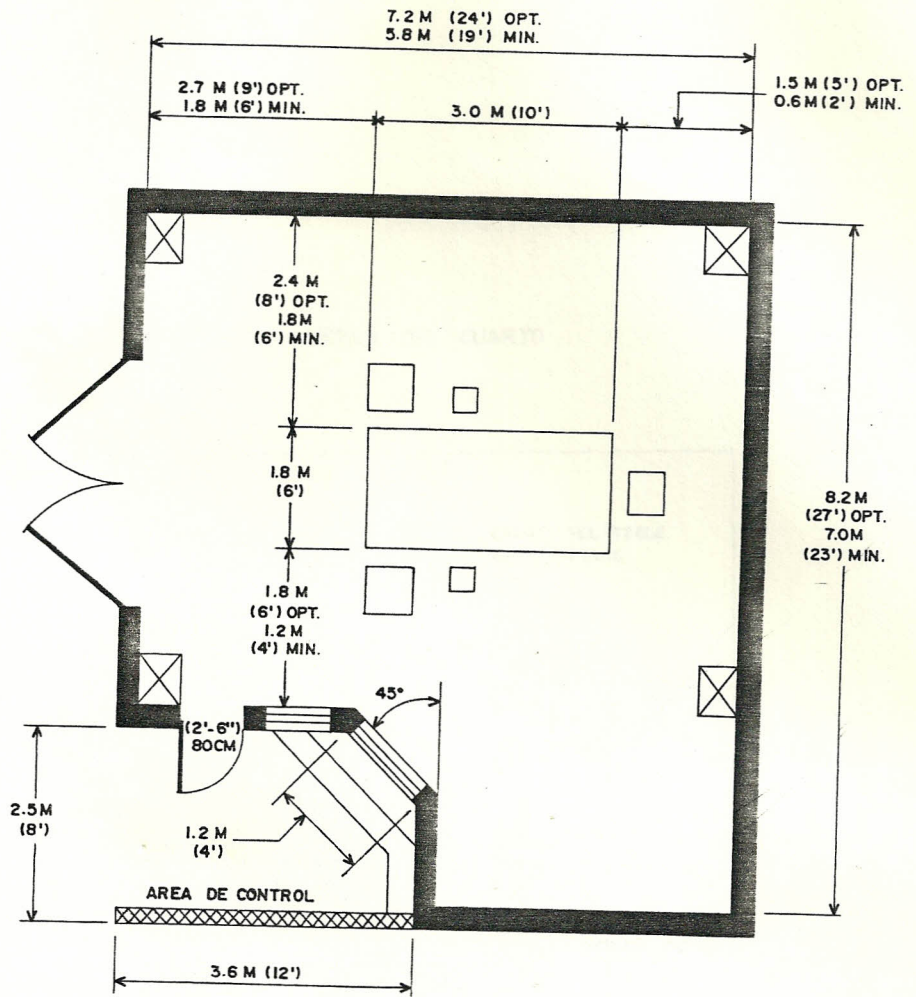 7.2 M (24') OPT.
5.8 M (19') MIN.
2.7 M (9') OPT.
1.8 M (6') MIN.
3.0 M (10')
1.5 M (5') OPT.
0.6M (2') MIN.
2.4 M
(8') OPT.
1.8M
(6') MIN.
1.8 M
(6')
8.2M
(27') OPT.
7.0M
(23') MIN.
1.8 M
(6') OPT.
1.2 M
(4') MIN.
45°
(2'-6")
80CM
2.5M
(8')
1.2 M
(4')
AREA DE CONTROL
3.6 M (12')